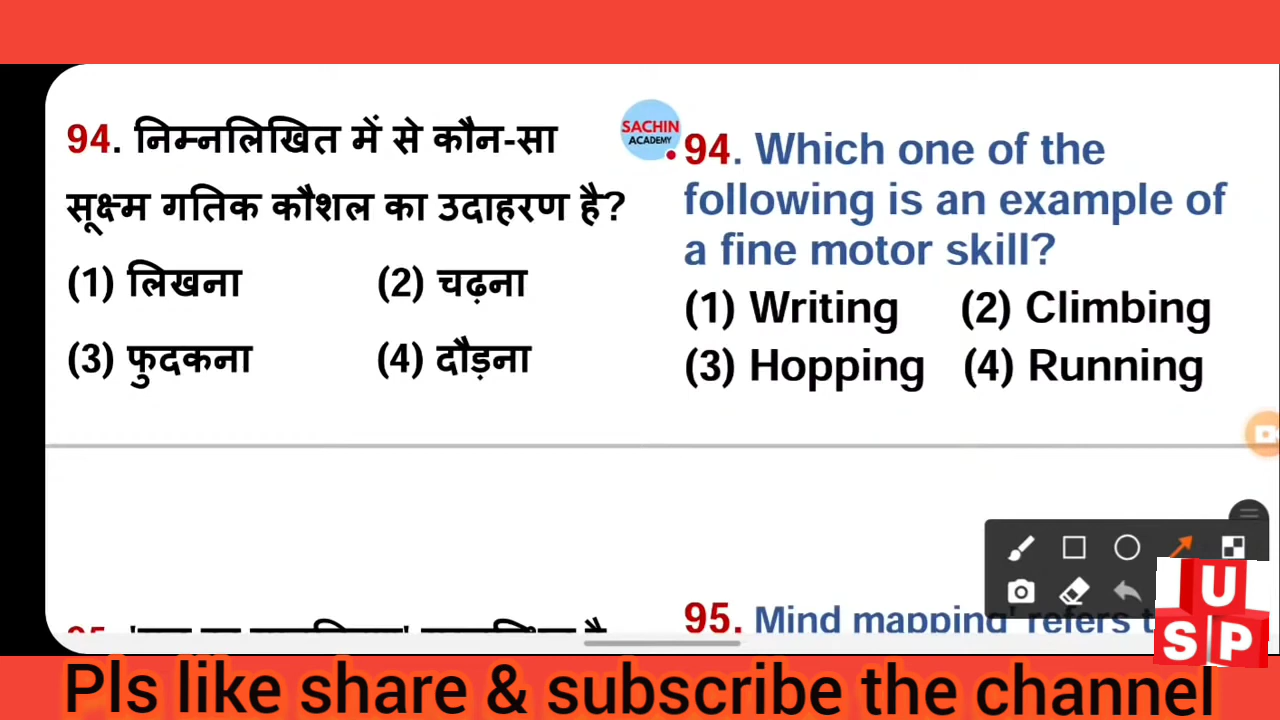 94. निम्नलिखित में से कौन-सा
सूक्ष्म गतिक कौशल का उदाहरण है?
(1) लिखना (2) चढ़ना
(3) फुदकना (4) दौड़ना
SACHIN
ACADEMY
94. Which one of the
following is an example of
a fine motor skill?
(1) Writing (2) Climbing
(3) Hopping (4) Running
95. Mind mapping' refers
U
S P
Pls like share & subscribe the channel